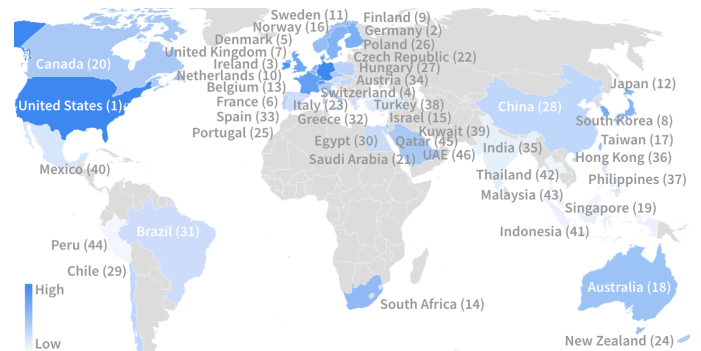 Sweden (11)
Finland (9)
Norway (16)
Germany (2)
Denmark (5)
Poland (26)
United Kingdom (7)
Czech Republic (22)
Canada (20)
Ireland (3)
Hungary (27)
Netherlands (10)
Austria (34)
Belgium (13)
Switzerland (4)
Japan (12)
United States (1)
France (6)
Italy (23)
Turkey (38)
China (28)
Spain (33)
Greece (32)
Israel (15)
South Korea (8)
Portugal (25)
Kuwait (39)
Egypt (30)
Qatar (45)
Taiwan (17)
India (35)
Saudi Arabia (21)
UAE (46)
Hong Kong (36)
Mexico (40)
Thailand (42)
Philippines (37)
Malaysia (43)
Singapore (19)
Brazil (31)
Indonesia (41)
Peru (44)
Chile (29)
High
Australia (18)
South Africa (14)
Low
New Zealand (24)